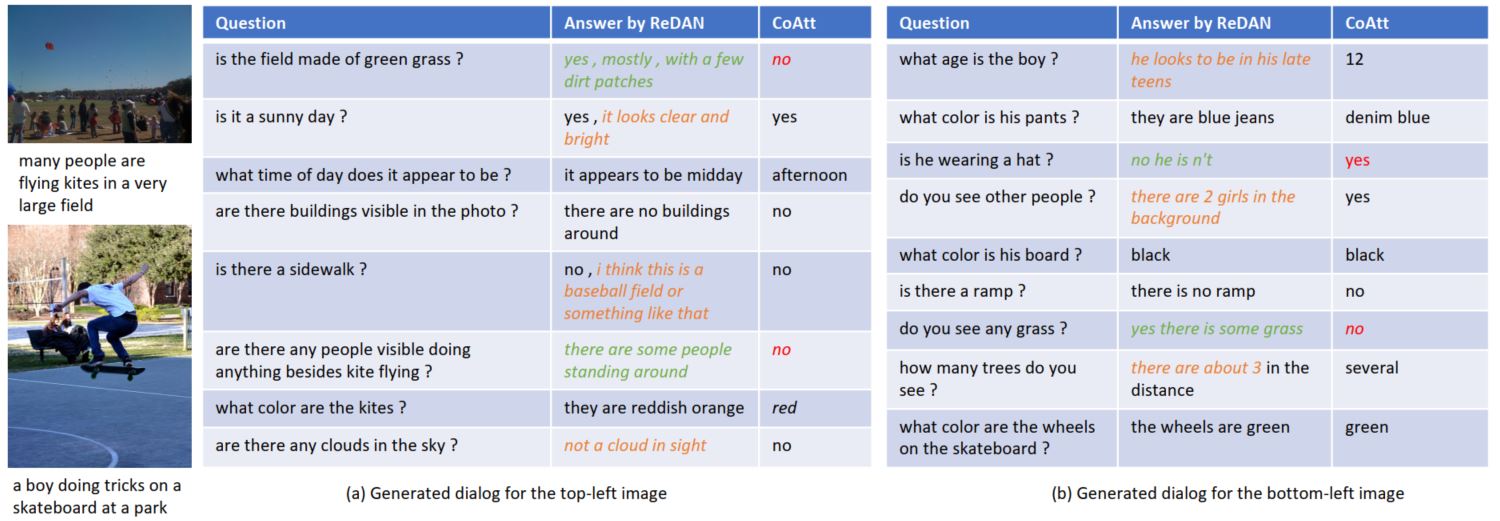 many people are
flying kites in a very
large field
a boy doing tricks on a
skateboard at a park
Question Answer by ReDAN CoAtt
is the field made of green grass ? yes , mostly , with a few no
dirt patches
is it a sunny day ? yes , it looks clear and yes
bright
what time of day does it appear to be ? it appears to be midday afternoon
are there buildings visible in the photo ? there are no buildings no
around
is there a sidewalk ? no , i think this is a no
baseball field or
something like that
are there any people visible doing there are some people no
anything besides kite flying ? standing around
what color are the kites ? they are reddish orange red
are there any clouds in the sky ? not a cloud in sight no
(a) Generated dialog for the top-left image
Question Answer by ReDAN CoAtt
what age is the boy ? he looks to be in his late 12
teens
what color is his pants ? they are blue jeans denim blue
is he wearing a hat ? no he is n't yes
do you see other people ? there are 2 girls in the yes
background
what color is his board ? black black
is there a ramp ? there is no ramp no
do you see any grass ? yes there is some grass no
how many trees do you there are about 3 in the several
see ? distance
what color are the wheels the wheels are green green
on the skateboard ?
(b) Generated dialog for the bottom-left image